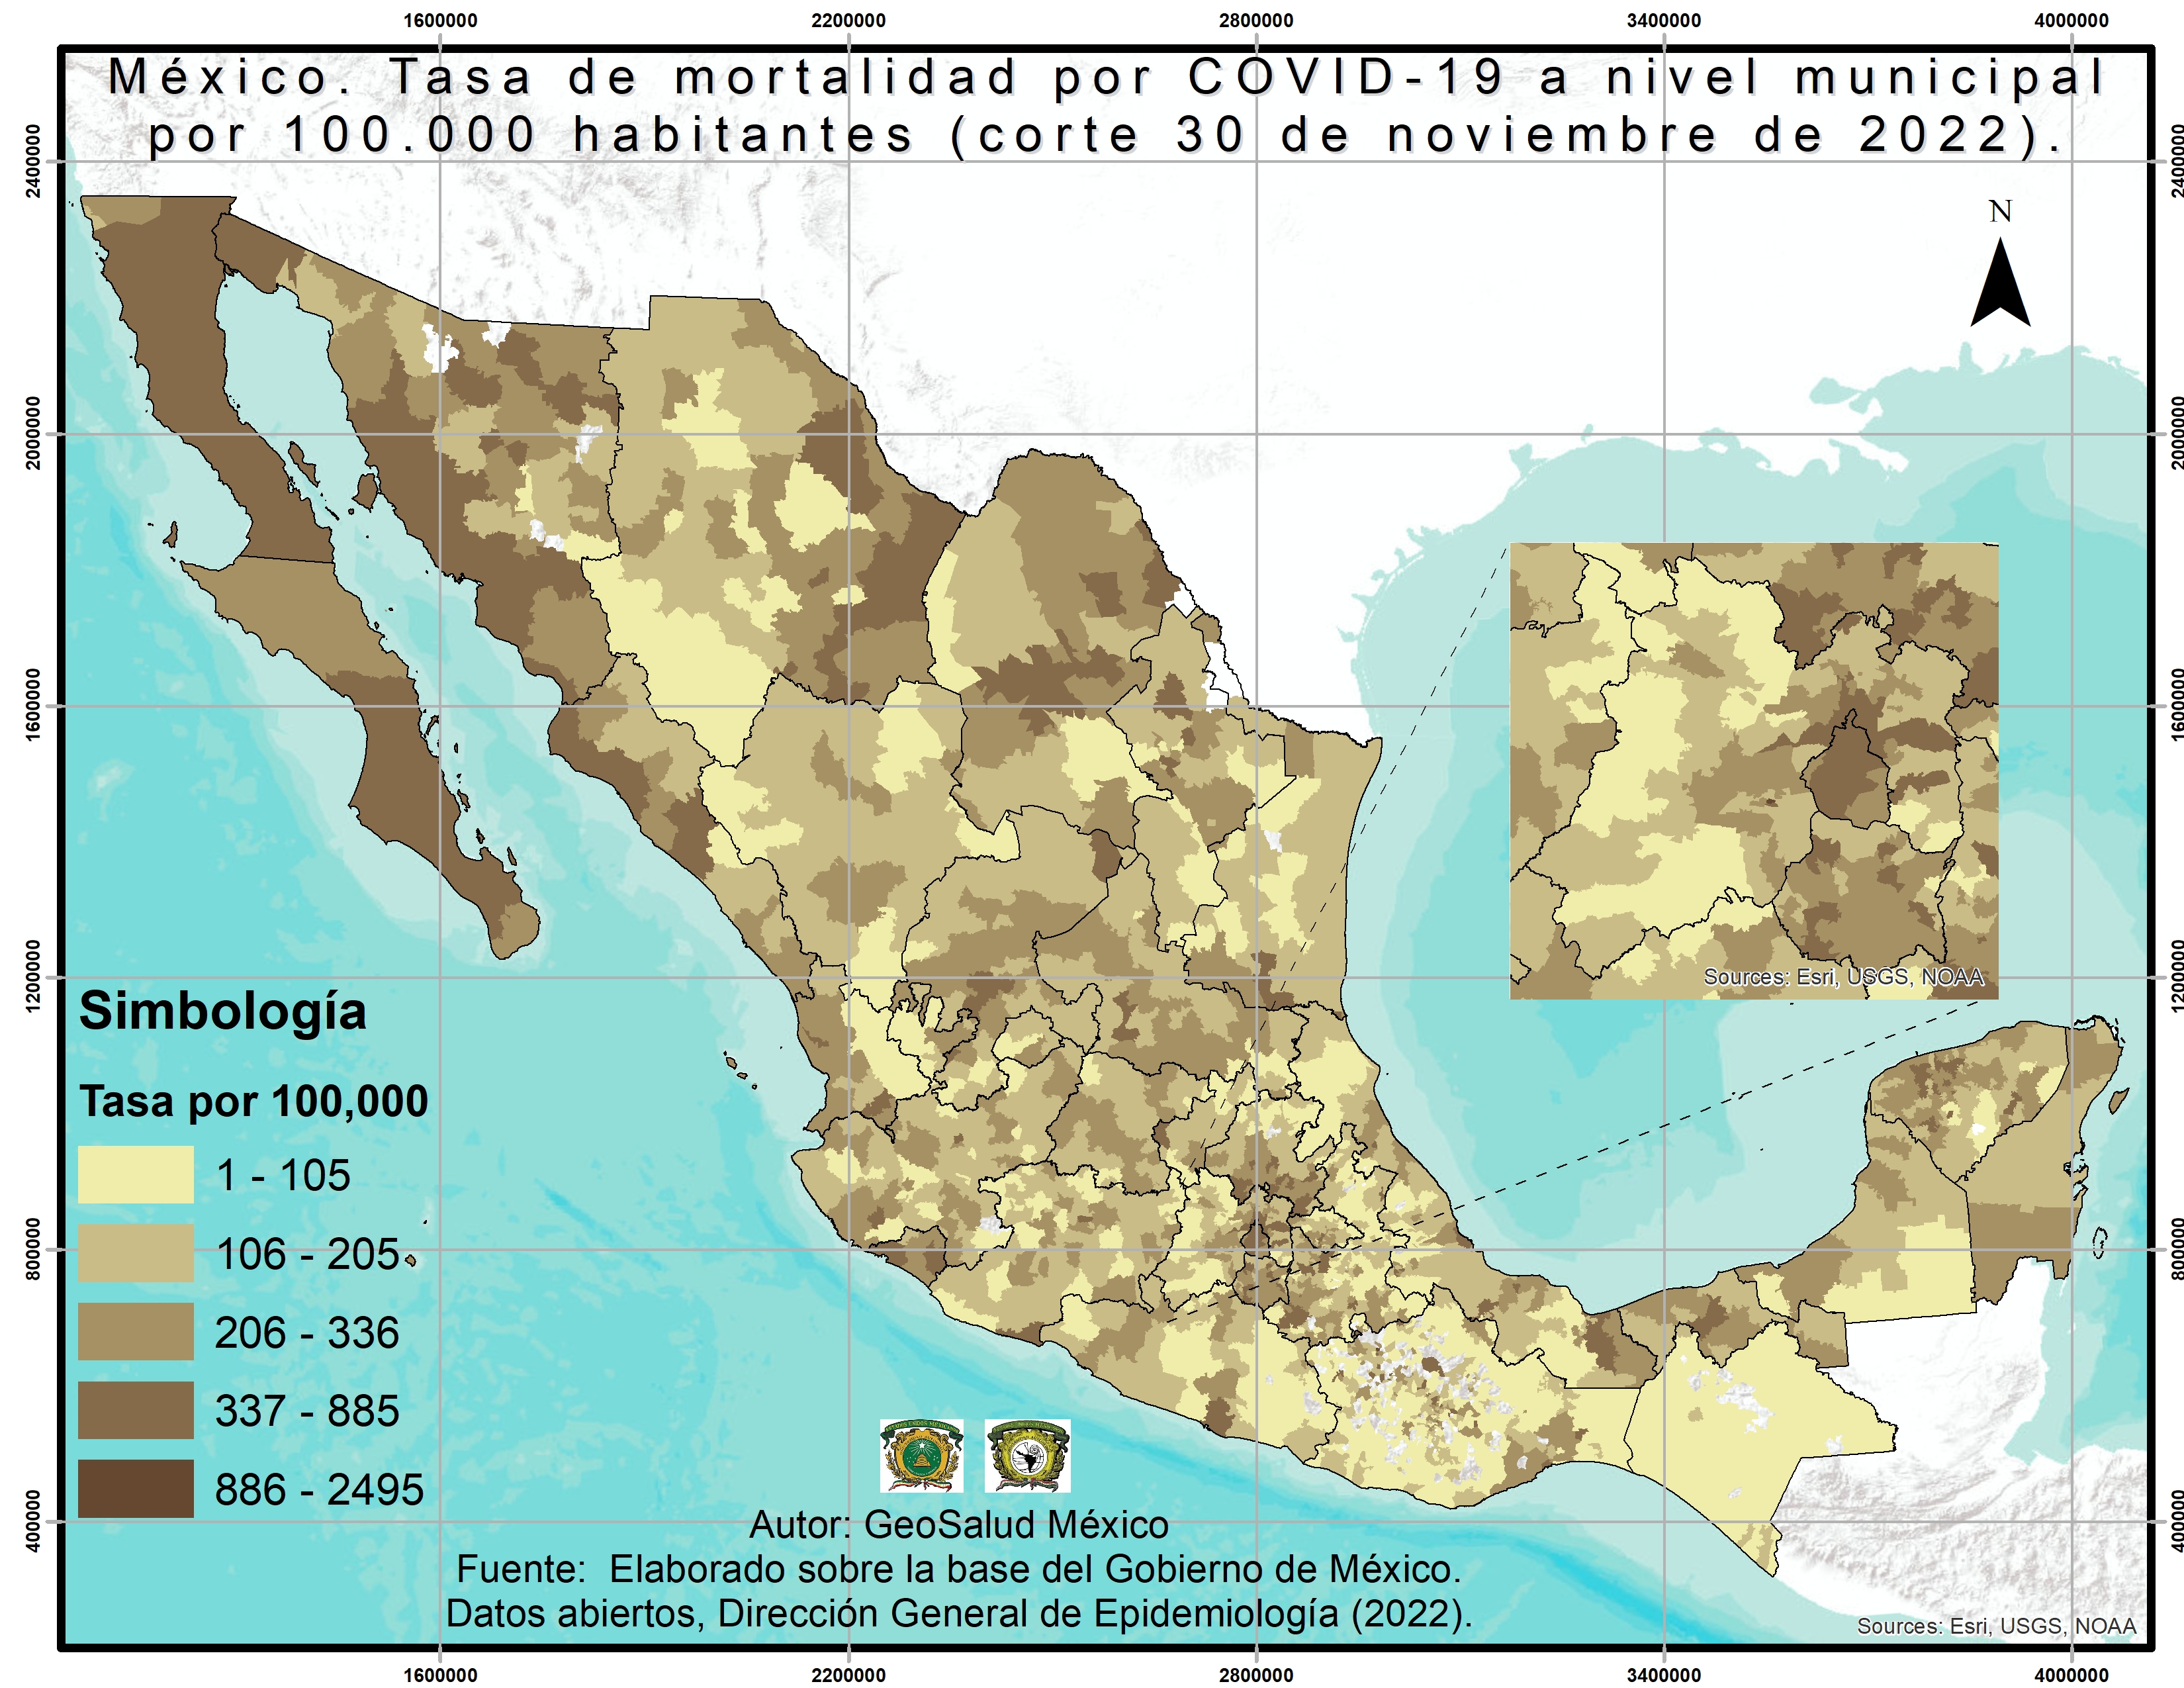 1600000 2200000 2800000 3400000 4000000
México. Tasa de mortalidad por COVID-19 a nivel municipal
por 100.000 habitantes (corte 30 de noviembre de 2022).
2400000 2400000
N
2000000 2000000
1600000 1600000
Sources: Esri, USGS, NOAA
1200000 1200000
Simbología
Tasa por 100,000
1 - 105
106 - 205
206 - 336
337 - 885
886 - 2495
800000 800000
400000 400000
Autor: GeoSalud México
Fuente: Elaborado sobre la base del Gobierno de México.
Datos abiertos, Dirección General de Epidemiología (2022).
Sources: Esri, USGS, NOAA
1600000 2200000 2800000 3400000 4000000